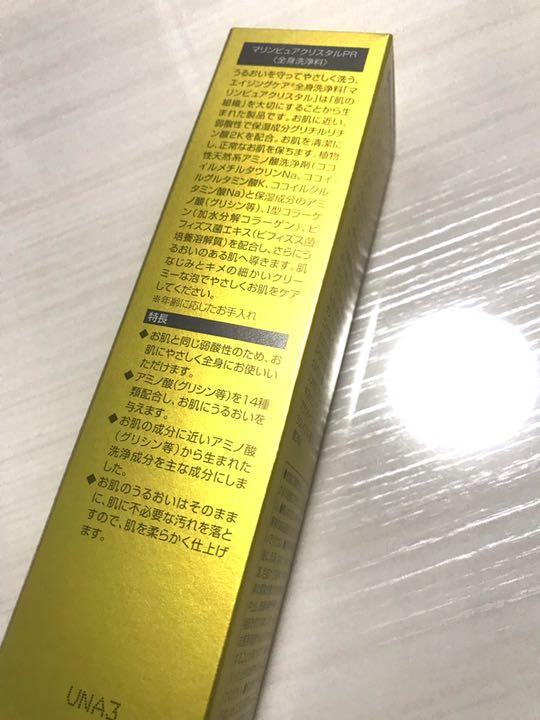 マリンピュアクリスタルPR
〈全身洗浄料〉
うるおいを守ってやさしく洗う、
エイジングケア※全身洗浄料「マ
リンピュアクリスタル」は「肌の
組織」を大切にすることから生
まれた製品です。お肌に近い、
弱酸性で保湿成分グリチルリチ
ン酸2Kを配合。お肌を清潔に
し、正常なお肌を保ちます。植物
性天然系アミノ酸洗浄剤(ココ
イルメチルタウリンNa、ココイ
ルグルタミン酸K、ココイルグル
タミン酸Na)と保湿成分のアミ
ノ酸(グリシン等)、I型コラーゲ
ン(加水分解コラーゲン)、ビ
フィズス菌エキス(ビフィズス菌
培養溶解質)を配合し、さらにう
るおいのある肌へ導きます。肌
なじみとキメの細かいクリー
ミーな泡でやさしくお肌をケア
してください。
※年齢に応じたお手入れ
特長
◆お肌と同じ弱酸性のため、お
肌にやさしく全身にお使いい
ただけます。
◆アミノ酸(グリシン等)を14種
類配合し、お肌にうるおいを
与えます。
◆お肌の成分に近いアミノ酸
(グリシン等)から生まれた
洗浄成分を主な成分にしま
した。
◆お肌のうるおいはそのまま
に、肌に不必要な汚れを落と
すので、肌を柔らかく仕上げ
ます。
UNA3